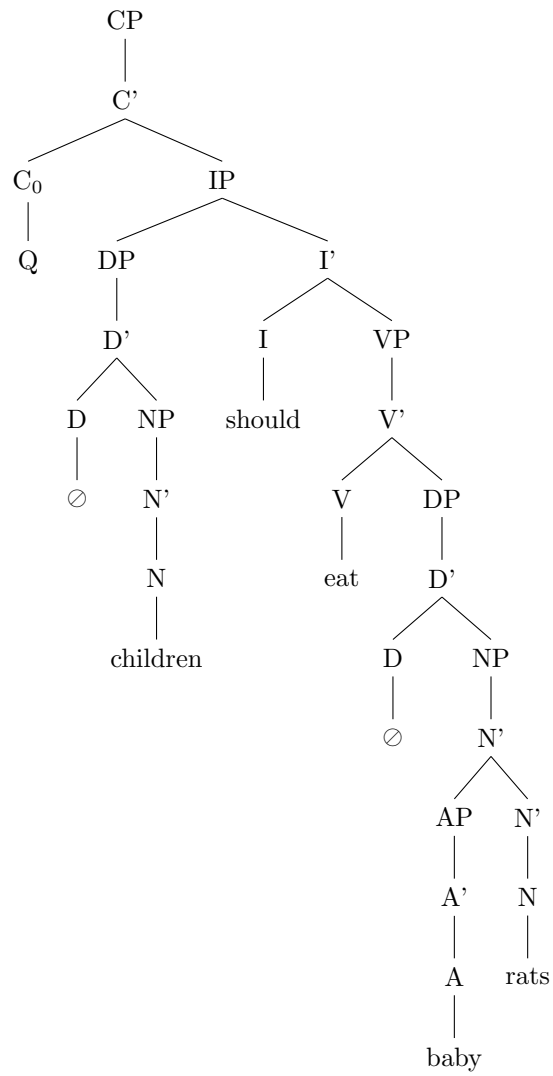 CP
C'
C₀ IP
Q DP I'
D' I VP
D NP should V'
∅ N' V DP
N eat D'
children D NP
∅ N'
AP N'
A' N
A rats
baby